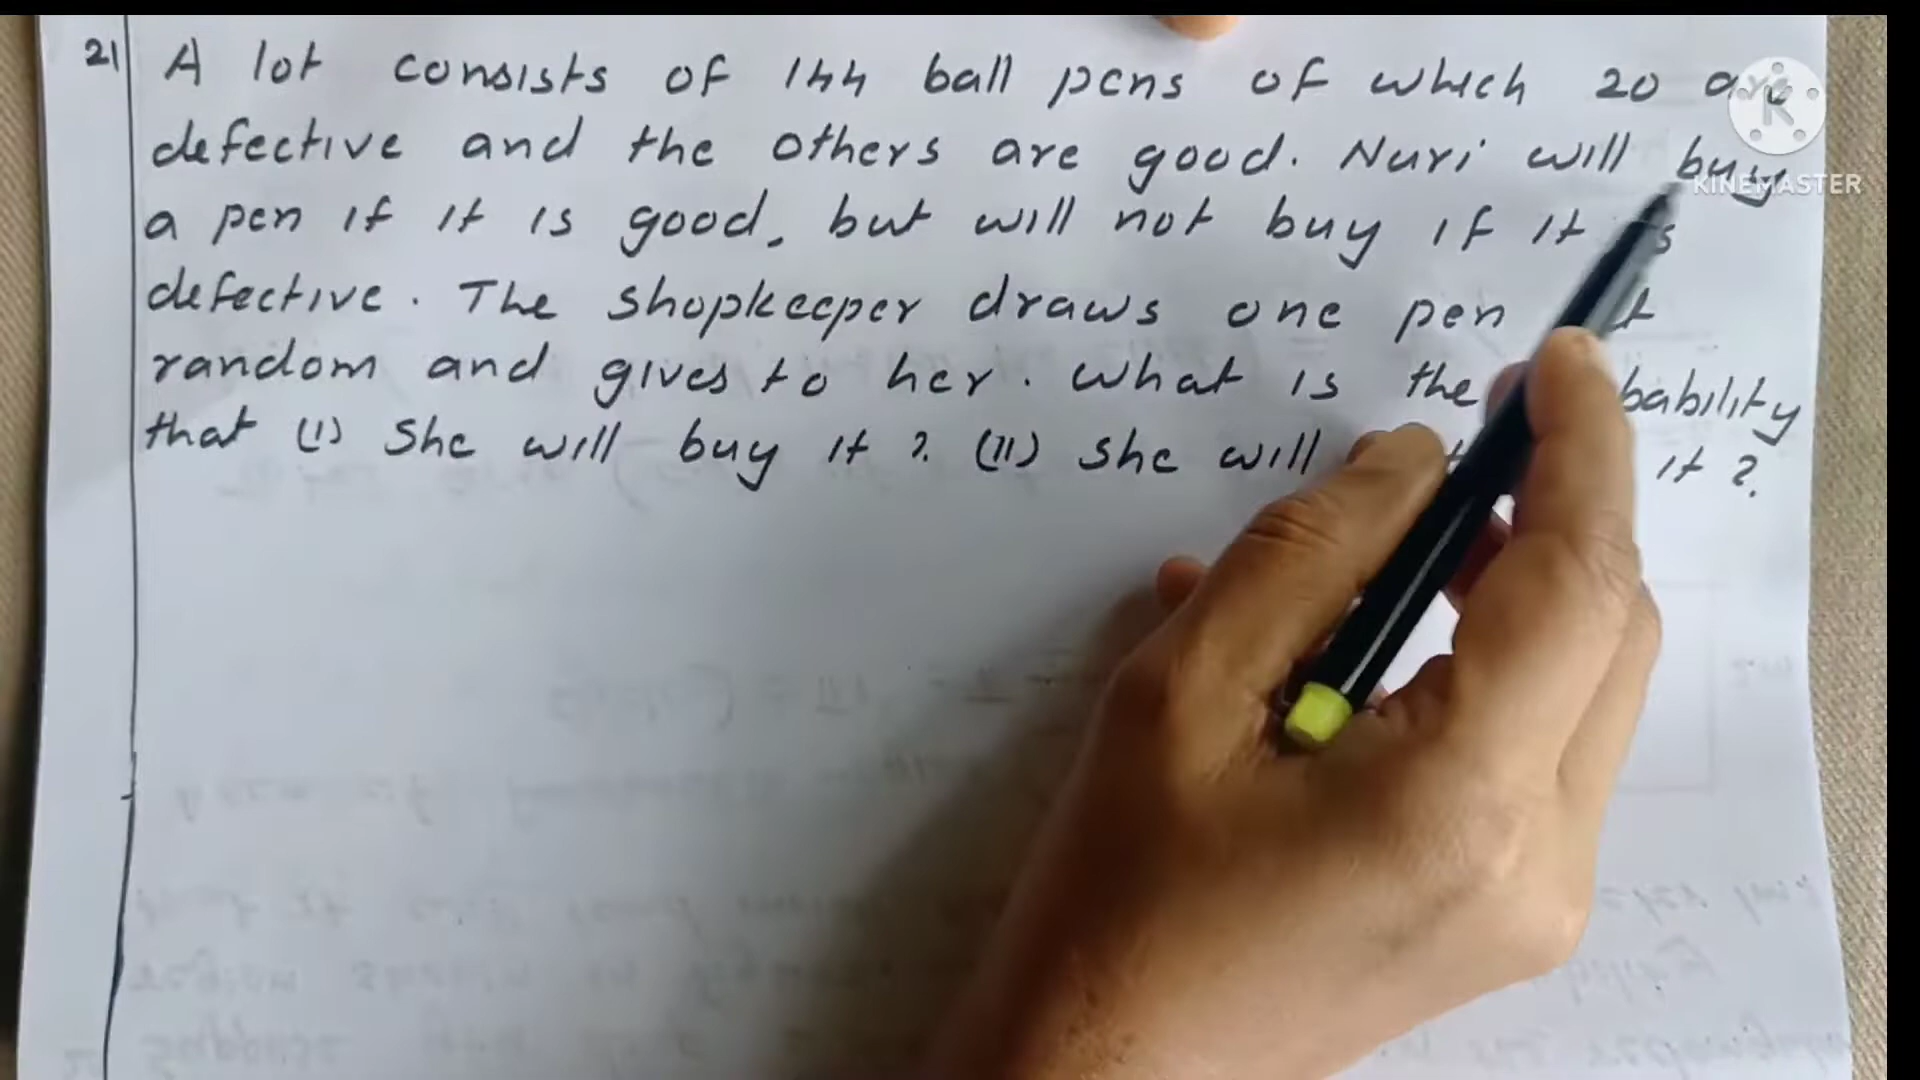 21 A lot consists of 144 ball pens of which 20 are
defective and the others are good. Nuri will buy
a pen if it is good, but will not buy if it is
defective. The shopkeeper draws one pen
random and gives to her. What is the
that (i) She will buy it ? (ii) She will it ?
KINEMASTER